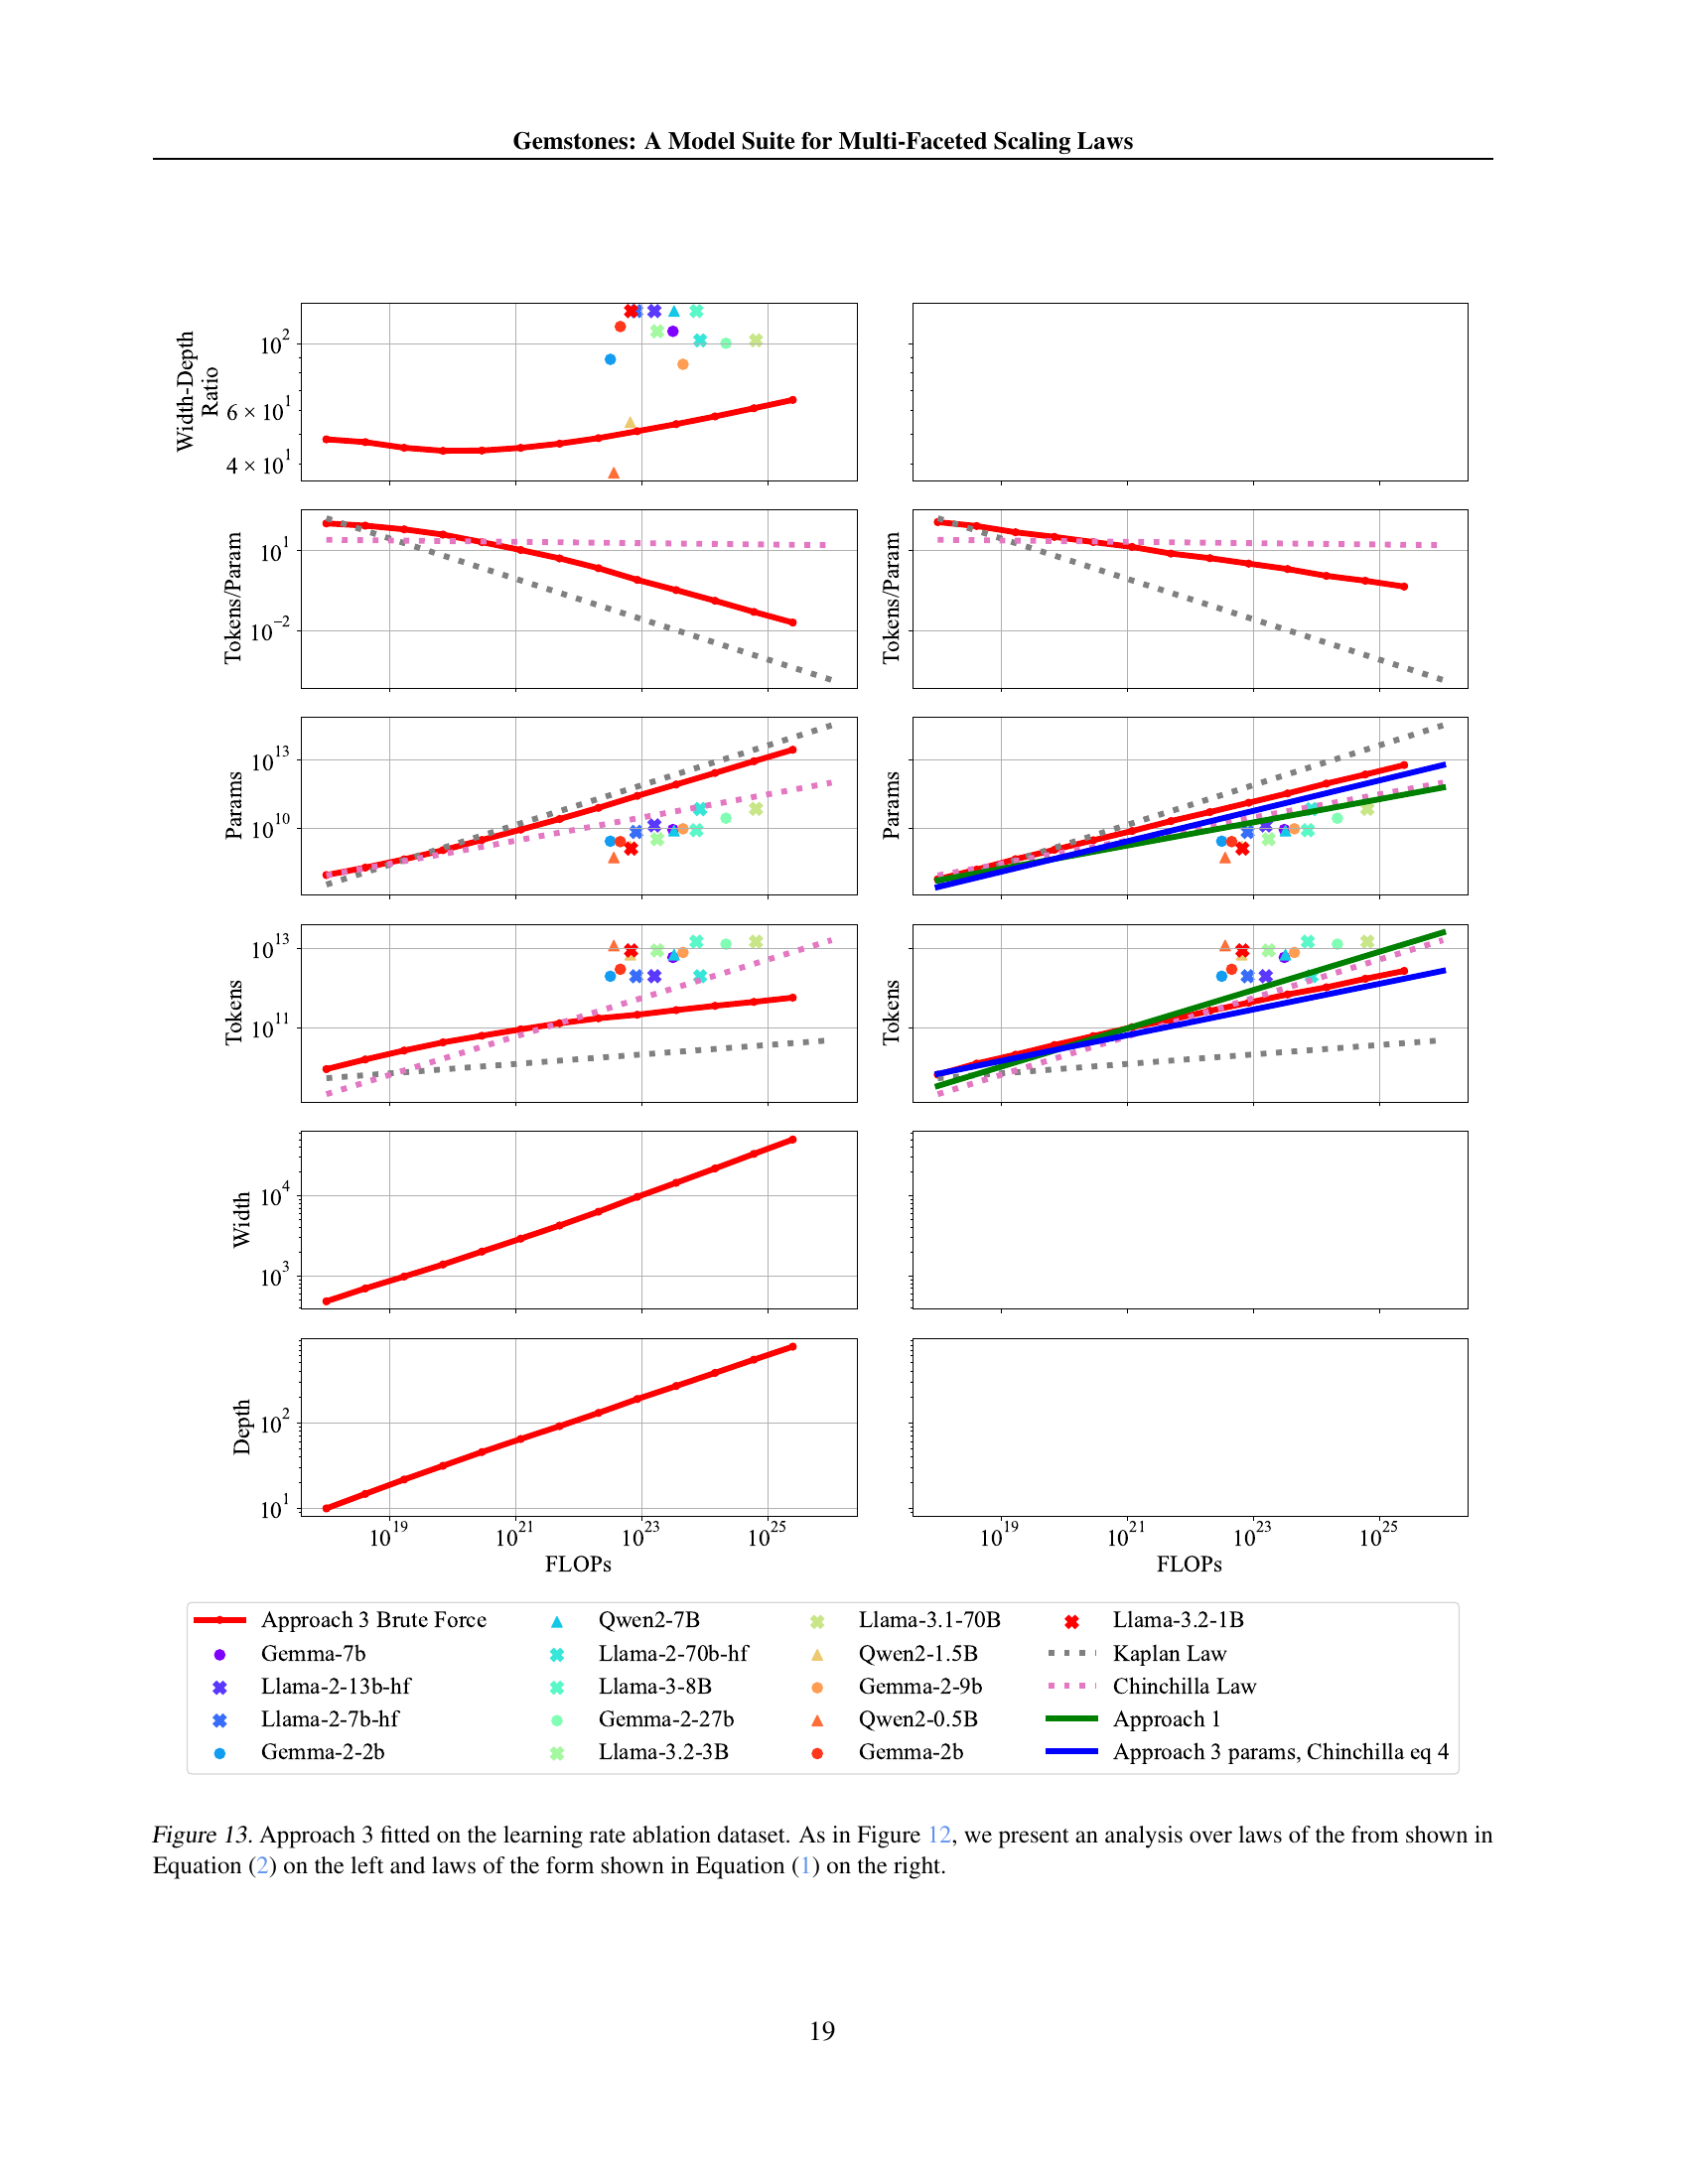 Gemstones: A Model Suite for Multi-Faceted Scaling Laws
Width-Depth
Ratio
10^2
6 × 10^1
4 × 10^1
Tokens/Param
10^1
10^−2
Tokens/Param
Params
10^13
10^10
Params
Tokens
10^13
10^11
Tokens
Width
10^4
10^3
Depth
10^2
10^1
10^19 10^21 10^23 10^25
FLOPs
10^19 10^21 10^23 10^25
FLOPs
Approach 3 Brute Force
Gemma-7b
Llama-2-13b-hf
Llama-2-7b-hf
Gemma-2-2b
Qwen2-7B
Llama-2-70b-hf
Llama-3-8B
Gemma-2-27b
Llama-3.2-3B
Llama-3.1-70B
Qwen2-1.5B
Gemma-2-9b
Qwen2-0.5B
Gemma-2b
Llama-3.2-1B
Kaplan Law
Chinchilla Law
Approach 1
Approach 3 params, Chinchilla eq 4
Figure 13. Approach 3 fitted on the learning rate ablation dataset. As in Figure 12, we present an analysis over laws of the from shown in
Equation (2) on the left and laws of the form shown in Equation (1) on the right.
19